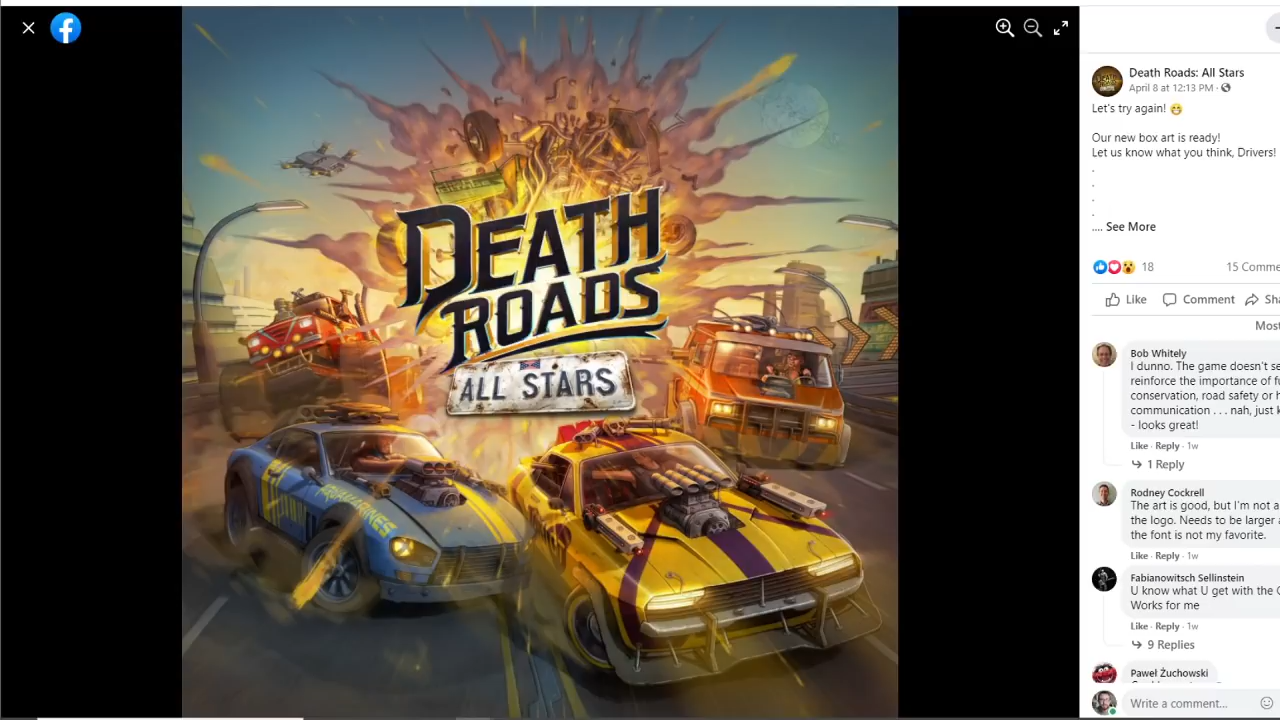 DEATH
ROADS
ALL STARS
Death Roads: All Stars
April 8 at 12:13 PM ·
Let's try again!
Our new box art is ready!
Let us know what you think, Drivers!
.
.
.
.
.... See More
18
15 Comme
Like
Comment
Sha
Most
Bob Whitely
I dunno. The game doesn't se
reinforce the importance of f
conservation, road safety or h
communication . . . nah, just
- looks great!
Like · Reply · 1w
1 Reply
Rodney Cockrell
The art is good, but I'm not a
the logo. Needs to be larger a
the font is not my favorite.
Like · Reply · 1w
Fabianowitsch Sellinstein
U know what U get with the
Works for me
Like · Reply · 1w
9 Replies
Paweł Żuchowski
Write a comment...